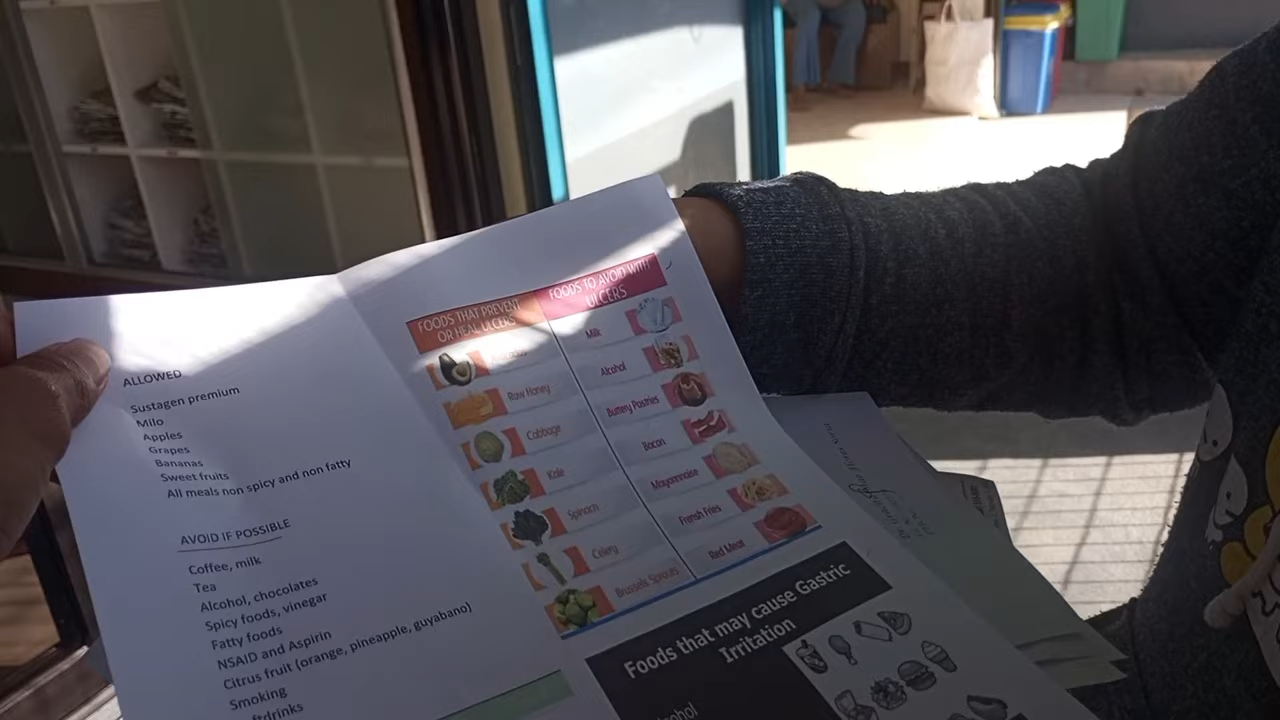 ALLOWED
Sustagen premium
Milo
Apples
Grapes
Bananas
Sweet fruits
All meals non spicy and non fatty
AVOID IF POSSIBLE
Coffee, milk
Tea
Alcohol, chocolates
Spicy foods, vinegar
Fatty foods
NSAID and Aspirin
Citrus fruit (orange, pineapple, guyabano)
Smoking
FOODS THAT PREVENT
OR HEAL ULCERS
Raw Honey
Cabbage
Kale
Spinach
Celery
Brussels Sprouts
FOODS TO AVOID WITH
ULCERS
Milk
Alcohol
Buttery Pastries
Bacon
Mayonnaise
French Fries
Red Meat
Foods that may cause Gastric
Irritation